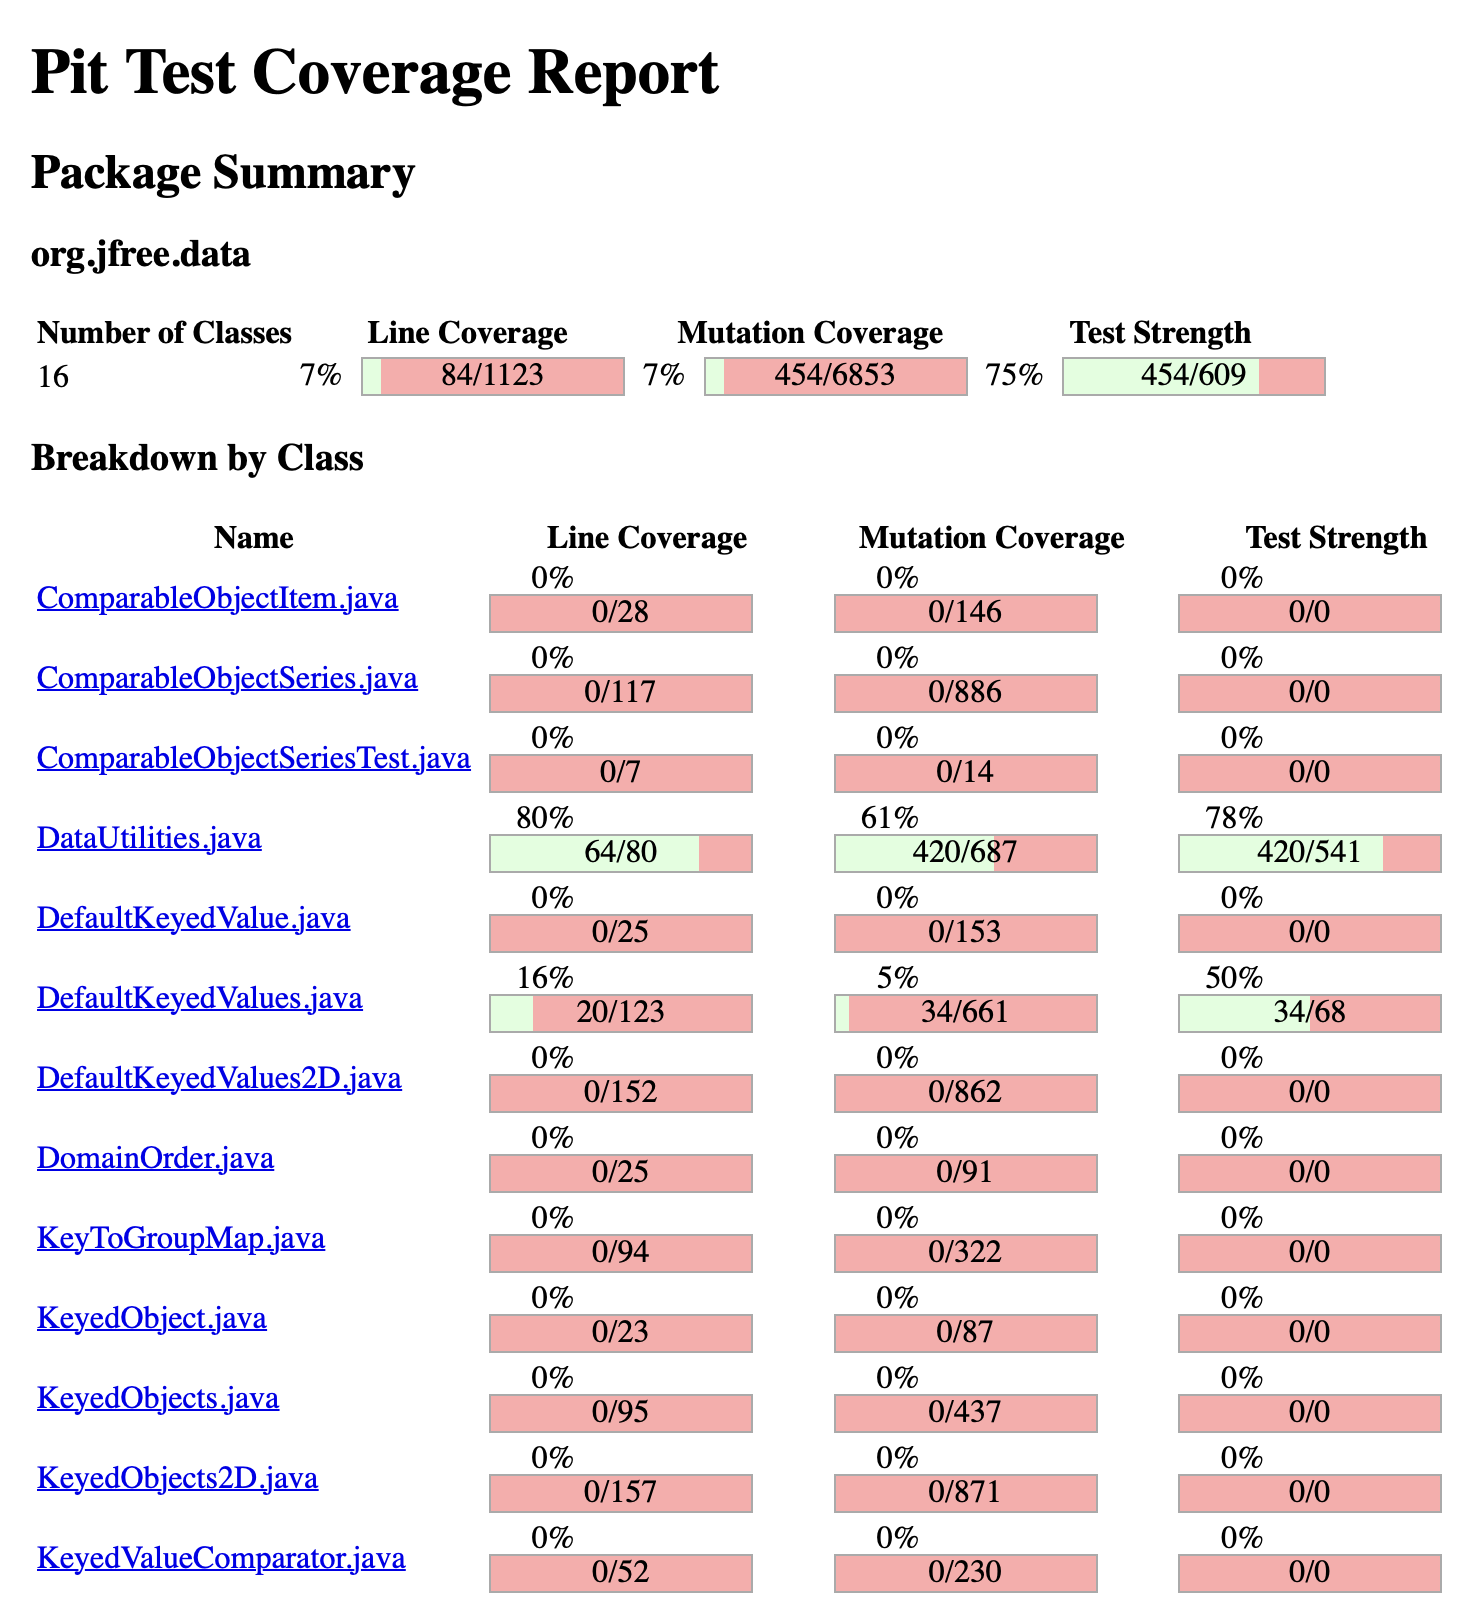 Pit Test Coverage Report
Package Summary
org.jfree.data
Number of Classes Line Coverage Mutation Coverage Test Strength
16 7% 84/1123 7% 454/6853 75% 454/609
Breakdown by Class
Name Line Coverage Mutation Coverage Test Strength
ComparableObjectItem.java 0% 0/28 0% 0/146 0% 0/0
ComparableObjectSeries.java 0% 0/117 0% 0/886 0% 0/0
ComparableObjectSeriesTest.java 0% 0/7 0% 0/14 0% 0/0
DataUtilities.java 80% 64/80 61% 420/687 78% 420/541
DefaultKeyedValue.java 0% 0/25 0% 0/153 0% 0/0
DefaultKeyedValues.java 16% 20/123 5% 34/661 50% 34/68
DefaultKeyedValues2D.java 0% 0/152 0% 0/862 0% 0/0
DomainOrder.java 0% 0/25 0% 0/91 0% 0/0
KeyToGroupMap.java 0% 0/94 0% 0/322 0% 0/0
KeyedObject.java 0% 0/23 0% 0/87 0% 0/0
KeyedObjects.java 0% 0/95 0% 0/437 0% 0/0
KeyedObjects2D.java 0% 0/157 0% 0/871 0% 0/0
KeyedValueComparator.java 0% 0/52 0% 0/230 0% 0/0